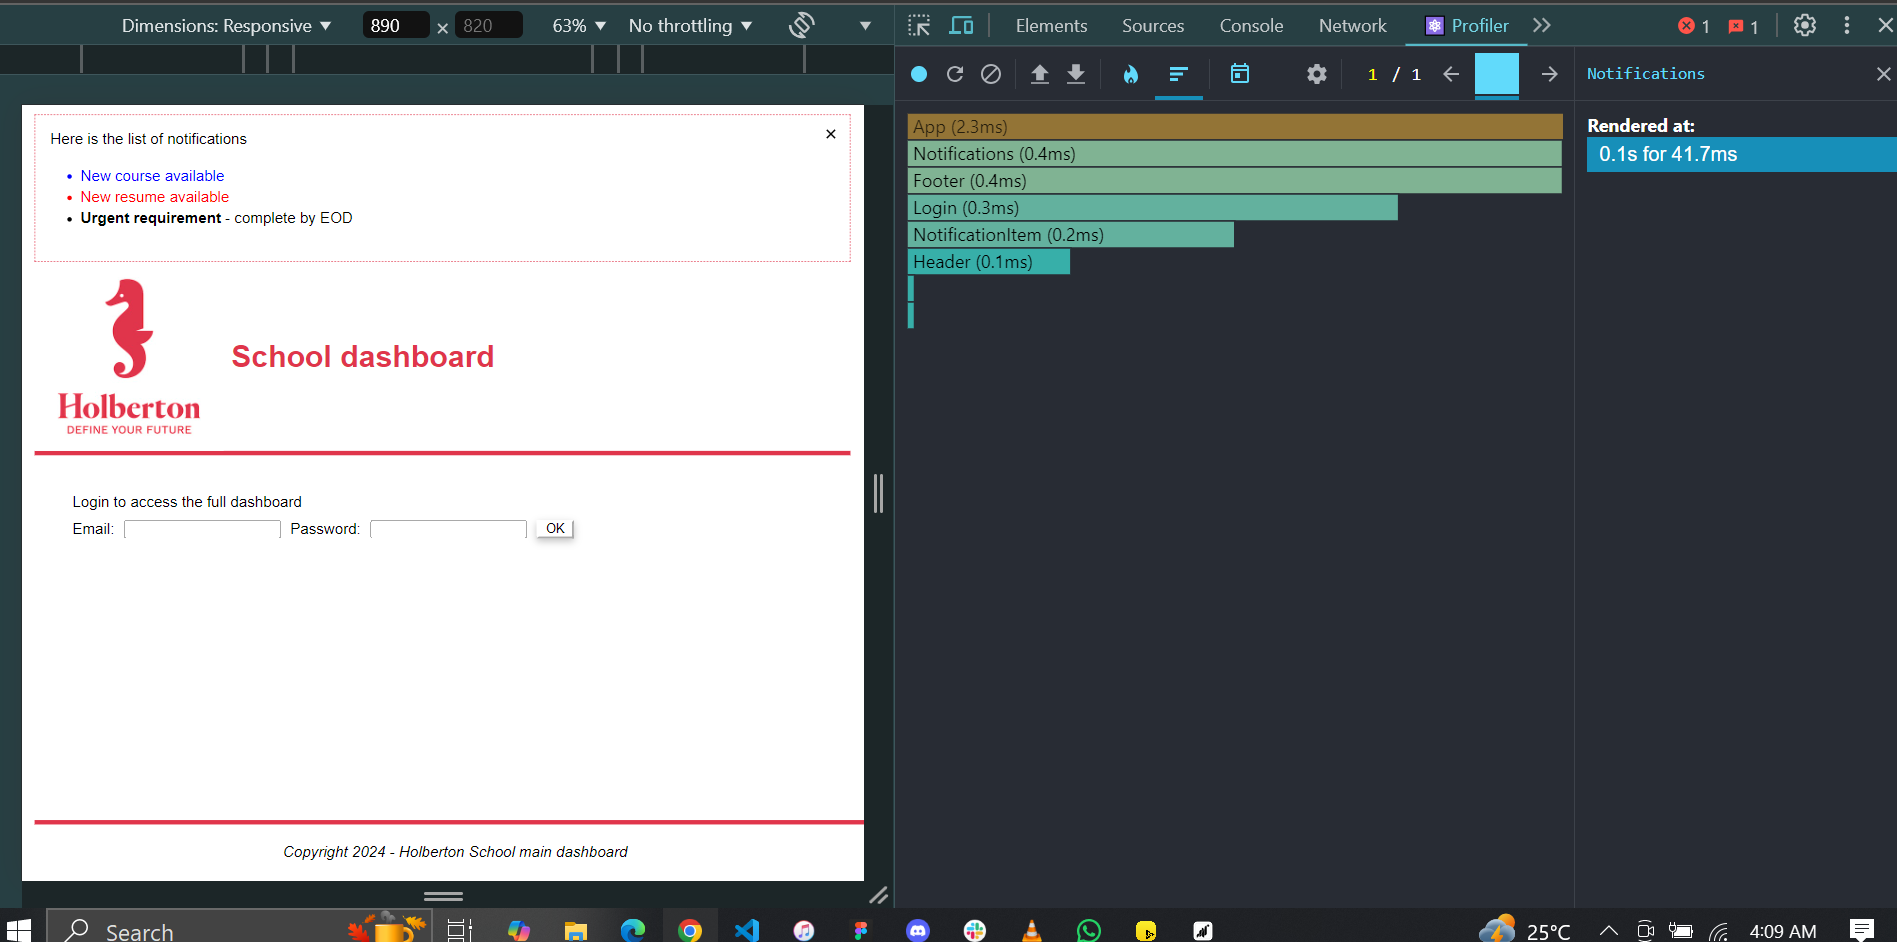 Dimensions: Responsive 890 × 820 63% No throttling
Elements Sources Console Network Profiler 1 1
1 / 1
Notifications
Here is the list of notifications
New course available
New resume available
Urgent requirement - complete by EOD
Holberton
DEFINE YOUR FUTURE
School dashboard
Login to access the full dashboard
Email: Password: OK
Copyright 2024 - Holberton School main dashboard
App (2.3ms)
Notifications (0.4ms)
Footer (0.4ms)
Login (0.3ms)
NotificationItem (0.2ms)
Header (0.1ms)
Rendered at:
0.1s for 41.7ms
Search
25°C 4:09 AM